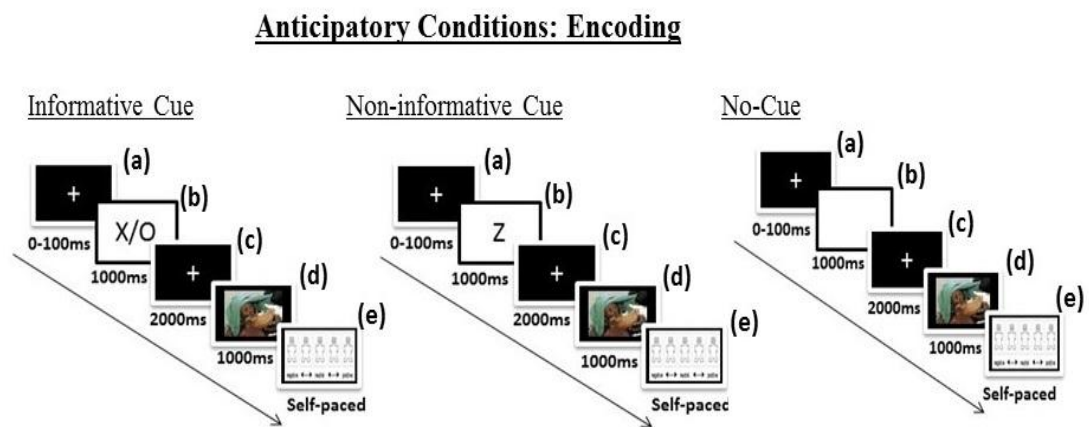 Anticipatory Conditions: Encoding
Informative Cue
Non-informative Cue
No-Cue
(a)
(b)
X/O
(c)
(d)
(e)
0-100ms
1000ms
2000ms
1000ms
Self-paced
(a)
(b)
Z
(c)
(d)
(e)
0-100ms
1000ms
2000ms
1000ms
Self-paced
(a)
(b)
(c)
(d)
(e)
0-100ms
1000ms
2000ms
1000ms
Self-paced